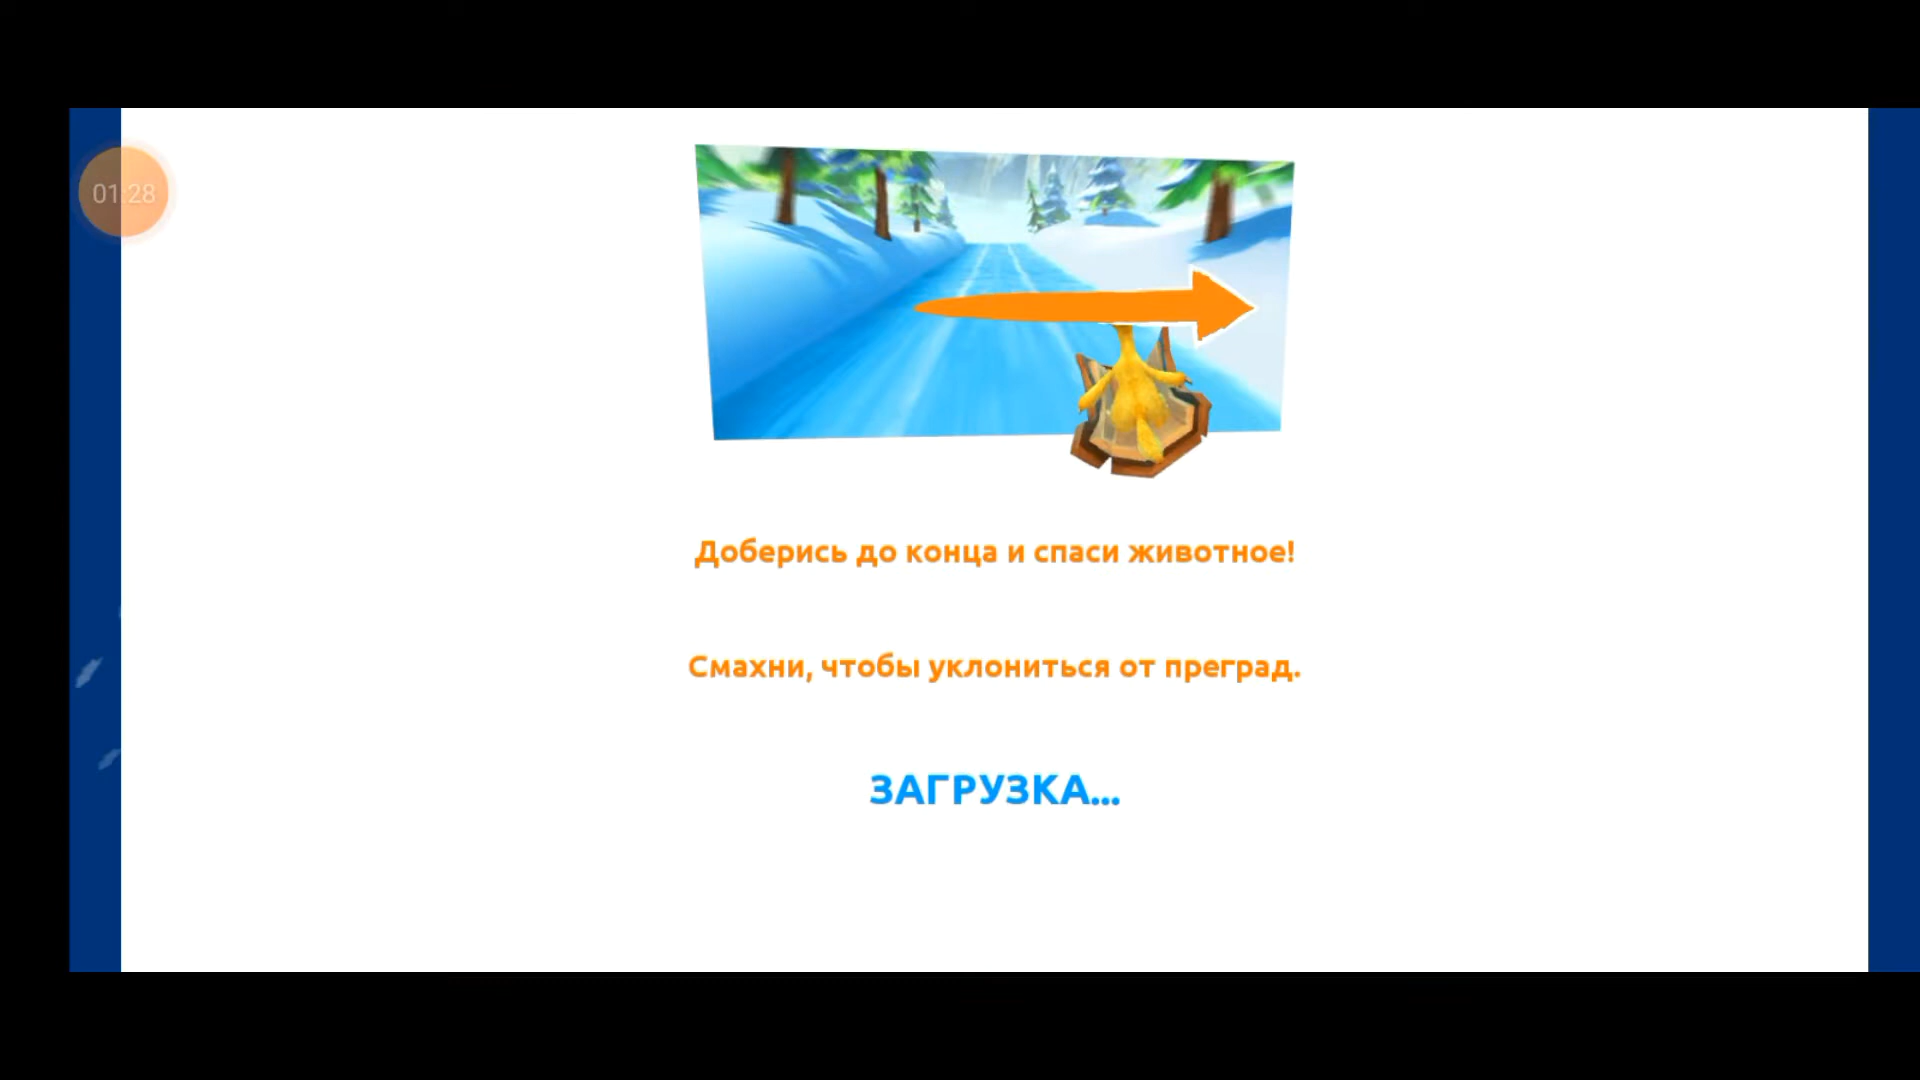 01:28
Доберись до конца и спаси животное!
Смахни, чтобы уклониться от преград.
ЗАГРУЗКА...